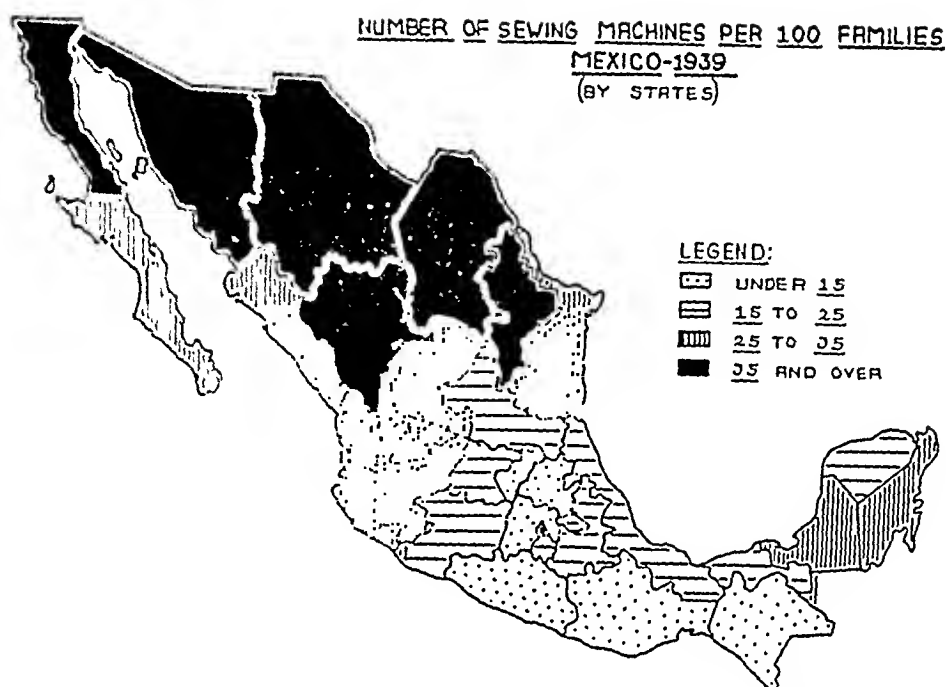 NUMBER OF SEWING MACHINES PER 100 FAMILIES
MEXICO-1939
(BY STATES)
LEGEND:
UNDER 15
15 TO 25
25 TO 35
35 AND OVER